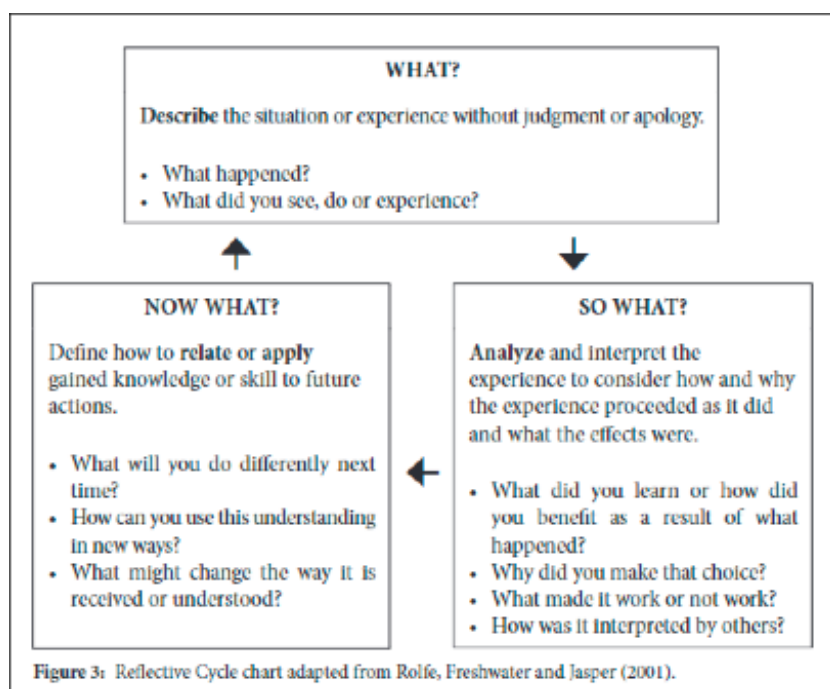 WHAT?
Describe the situation or experience without judgment or apology.
• What happened?
• What did you see, do or experience?
NOW WHAT?
Define how to relate or apply
gained knowledge or skill to future
actions.
• What will you do differently next
time?
• How can you use this understanding
in new ways?
• What might change the way it is
received or understood?
SO WHAT?
Analyze and interpret the
experience to consider how and why
the experience proceeded as it did
and what the effects were.
• What did you learn or how did
you benefit as a result of what
happened?
• Why did you make that choice?
• What made it work or not work?
• How was it interpreted by others?
Figure 3: Reflective Cycle chart adapted from Rolfe, Freshwater and Jasper (2001).